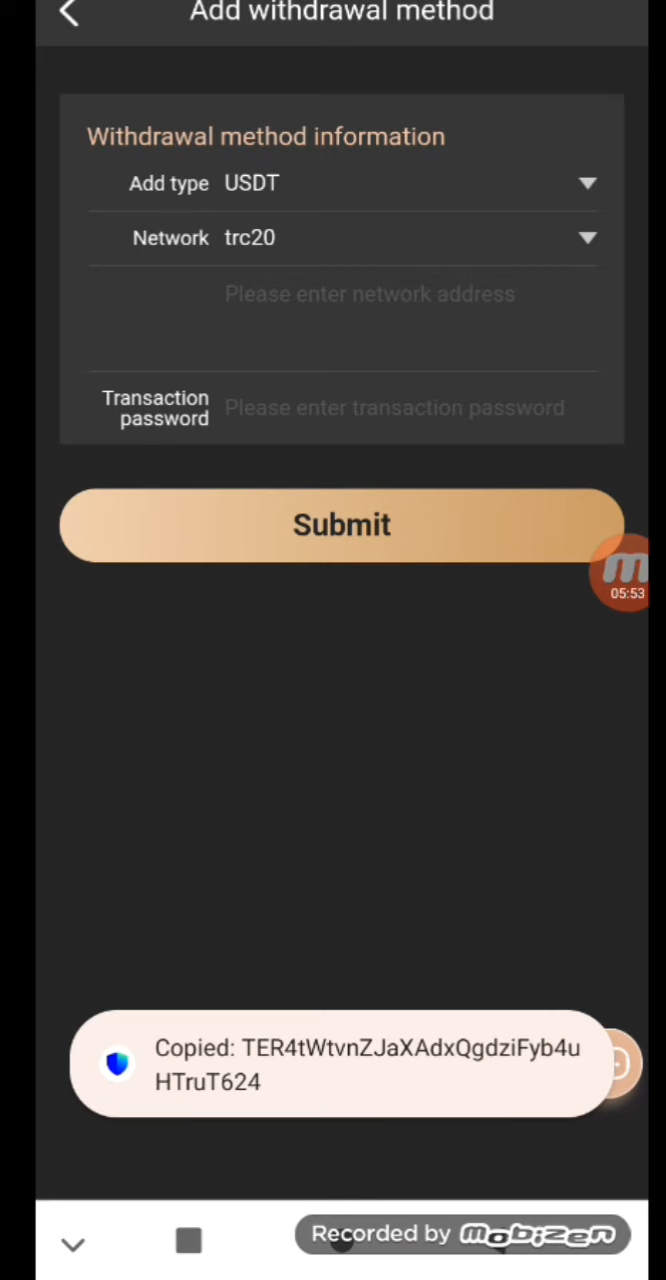 Add withdrawal method
Withdrawal method information
Add type USDT
Network trc20
Please enter network address
Transaction
password
Please enter transaction password
Submit
m
05:53
Copied: TER4tWtvnZJaXAdxQgdziFyb4u
HTruT624
Recorded by mobizen